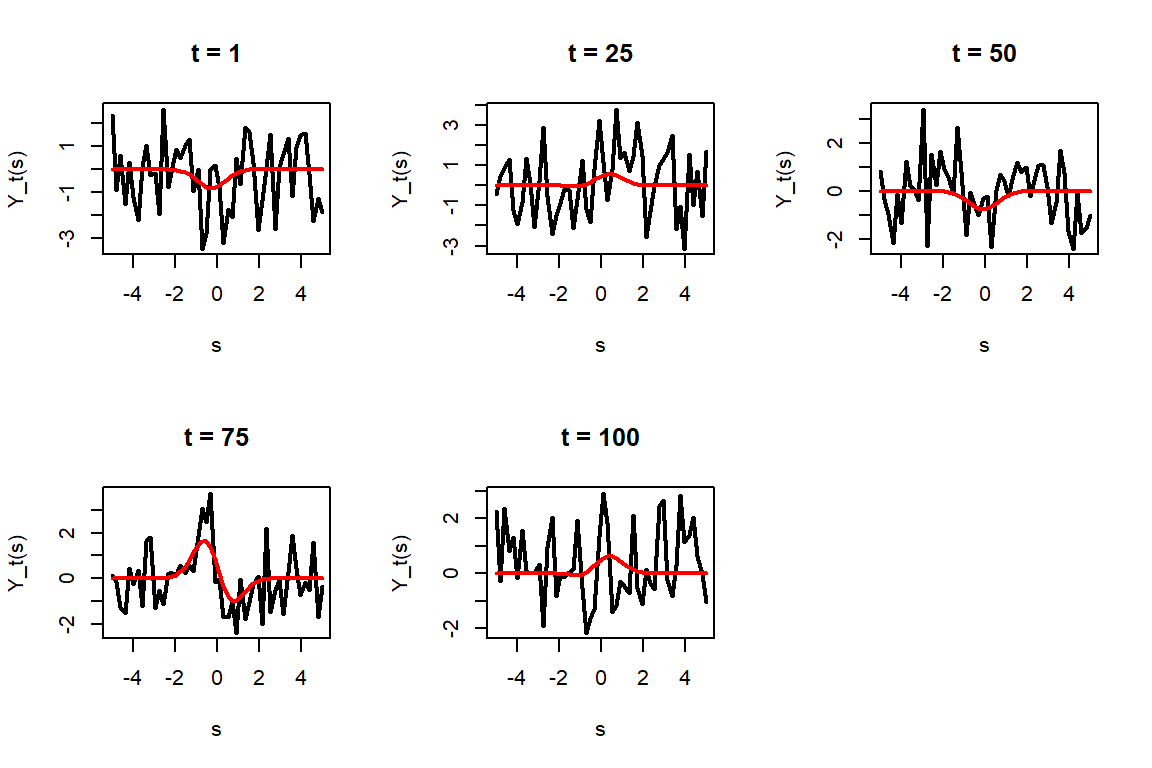 t = 1
Y_t(s)
1
-1
-3
-4 -2 0 2 4
s
t = 25
Y_t(s)
3
1
-1
-3
-4 -2 0 2 4
s
t = 50
Y_t(s)
2
0
-2
-4 -2 0 2 4
s
t = 75
Y_t(s)
2
0
-2
-4 -2 0 2 4
s
t = 100
Y_t(s)
2
0
-2
-4 -2 0 2 4
s